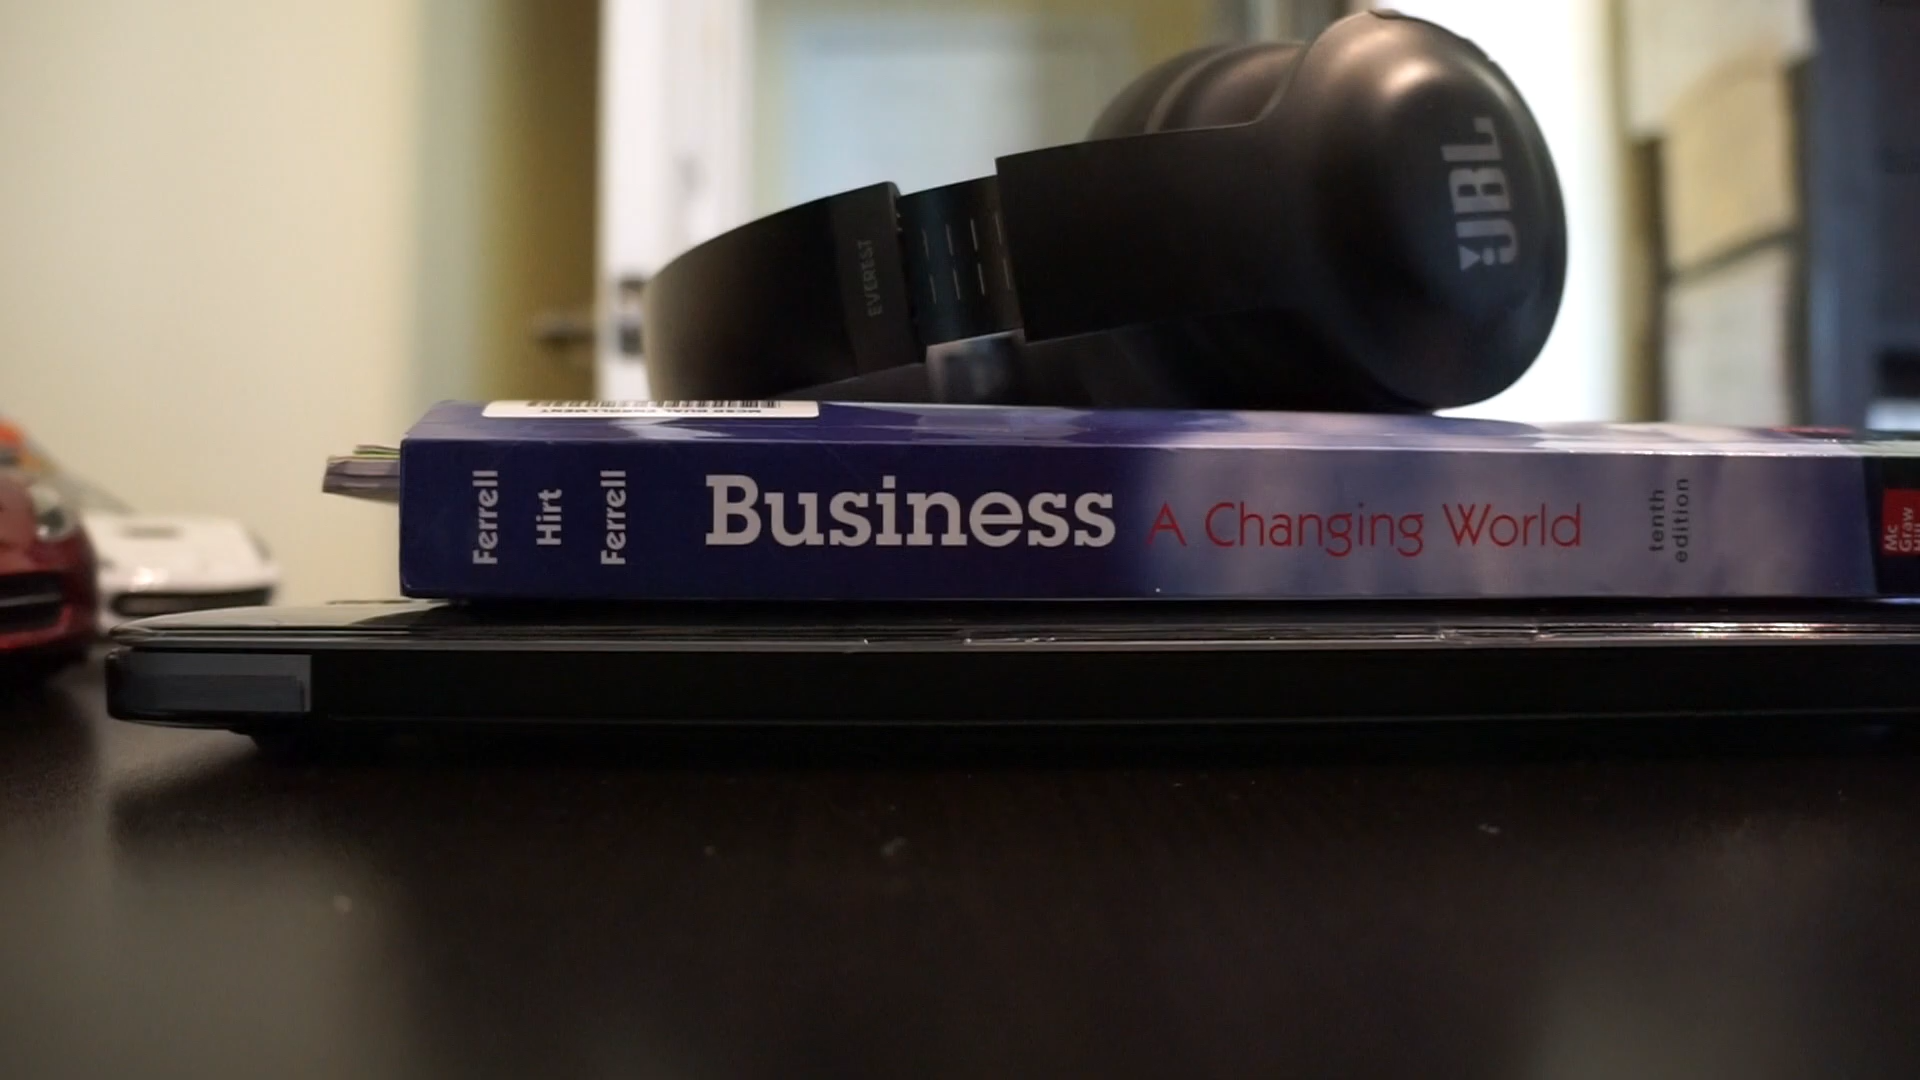 JBL
EVEREST
Ferrell
Hirt
Ferrell
Business A Changing World
tenth
edition
Mc
Graw